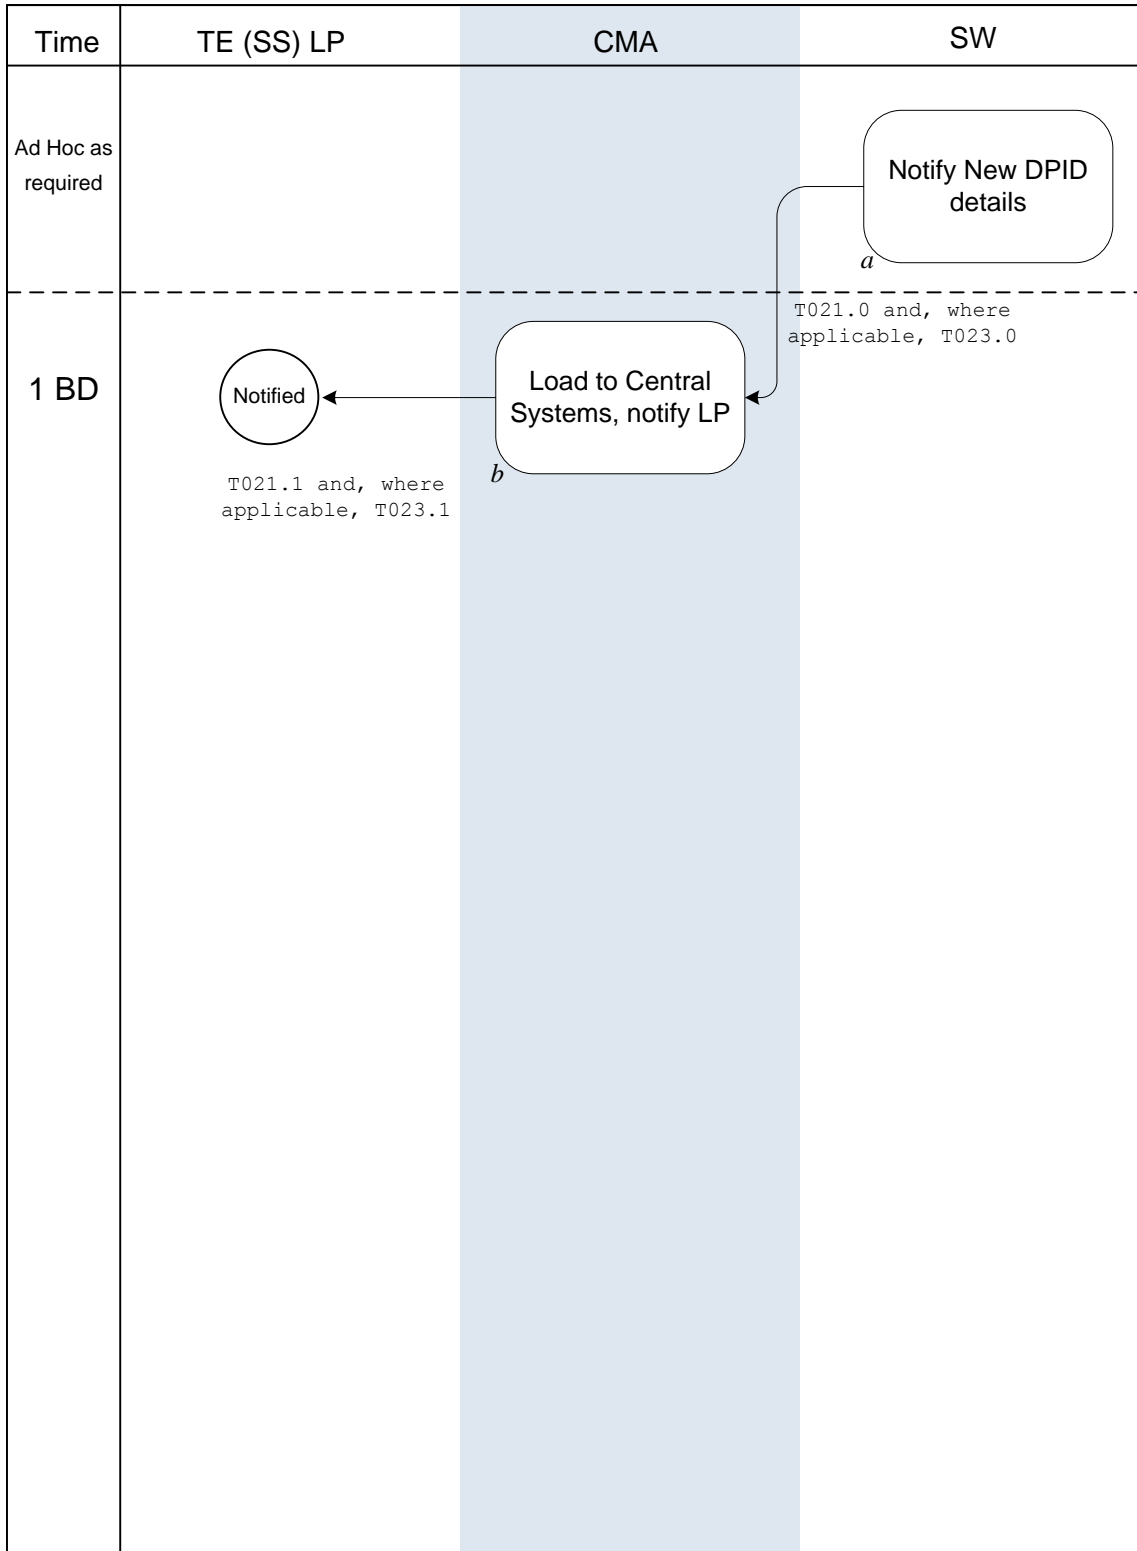 Time
TE (SS) LP
CMA
SW
Ad Hoc as
required
Notify New DPID
details
a
T021.0 and, where
applicable, T023.0
1 BD
Notified
Load to Central
Systems, notify LP
b
T021.1 and, where
applicable, T023.1